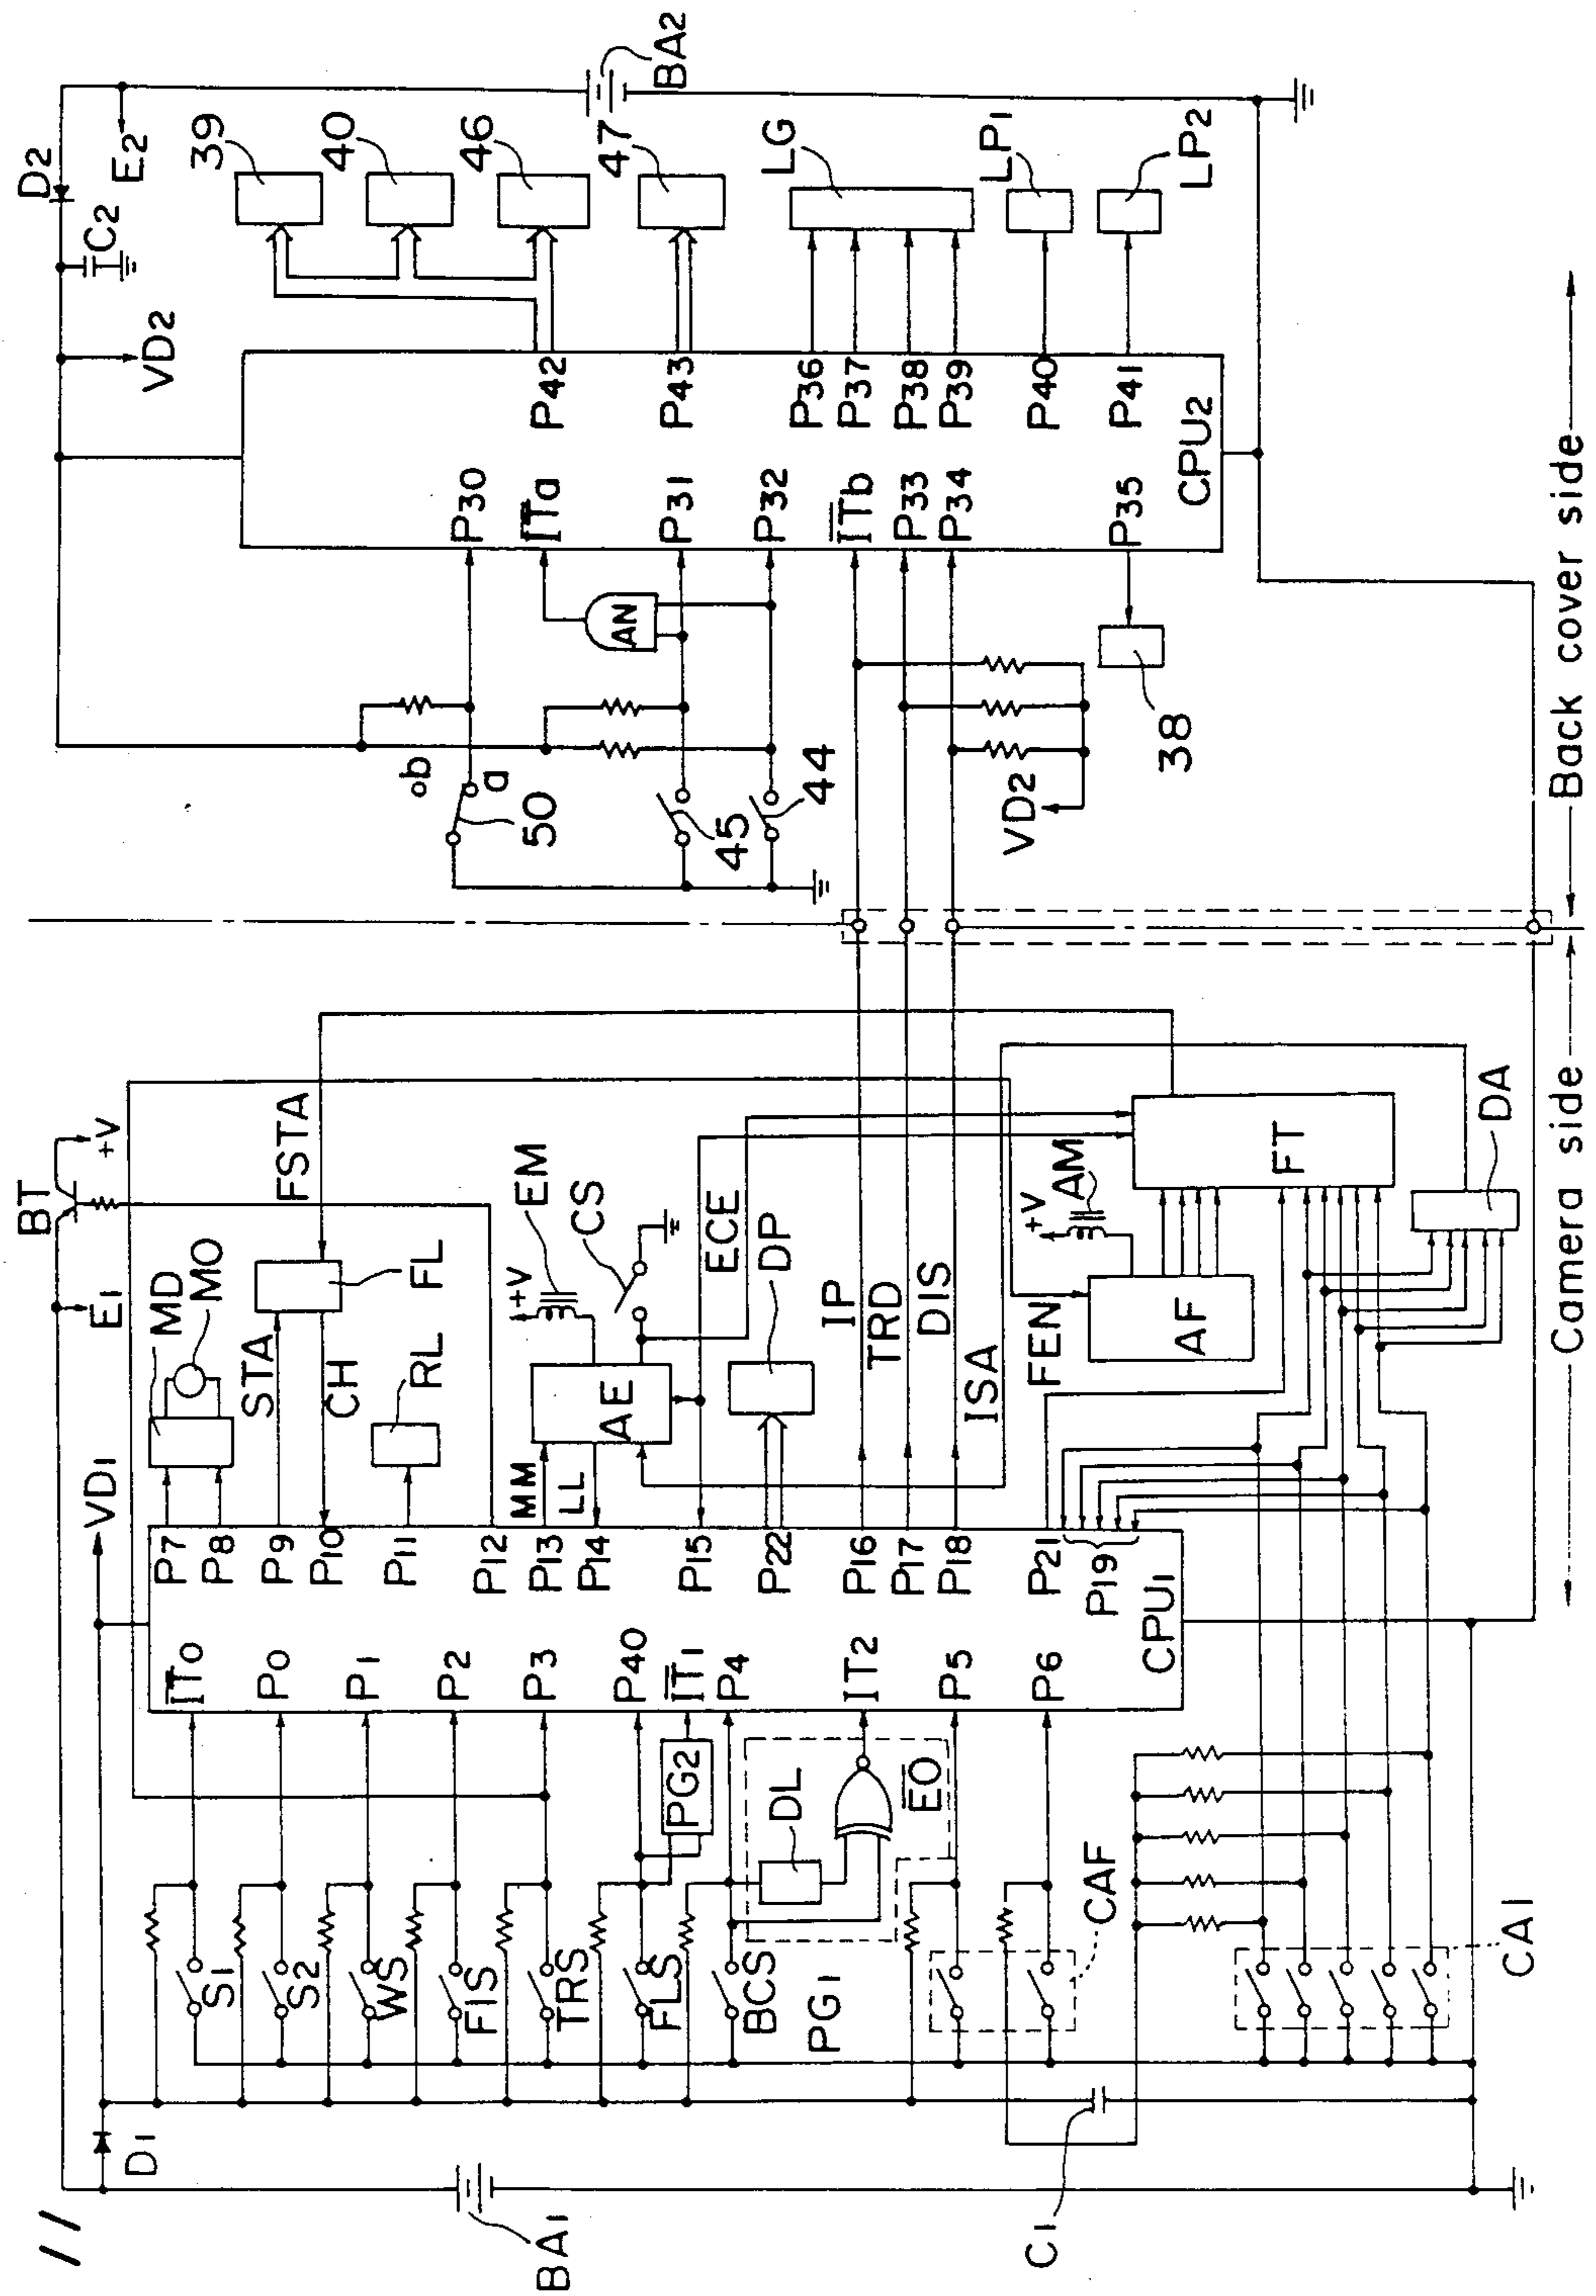 //
BA1
D1
C1
VD1
E1
BT
+V
S1
S2
WS
FIS
TRS
FLS
BCS
PG1
DL
EO
PG2
CAF
CA1
IT0
P0
P1
P2
P3
P40
IT1
P4
IT2
P5
P6
CPU1
P7
P8
P9
P10
P11
P12
P13
P14
P15
P22
P16
P17
P18
P21
P19
MD
MO
STA
CH
FL
RL
FSTA
MM
LL
AE
+V
EM
CS
ECE
DP
IP
TRD
DIS
ISA
FEN
AF
+V
AM
FT
DA
Camera side
Back cover side
b
a
50
45
44
AN
VD2
38
P30
ITa
P31
P32
ITb
P33
P34
P35
CPU2
P42
P43
P36
P37
P38
P39
P40
P41
VD2
C2
D2
E2
39
40
46
47
LG
LP1
LP2
BA2